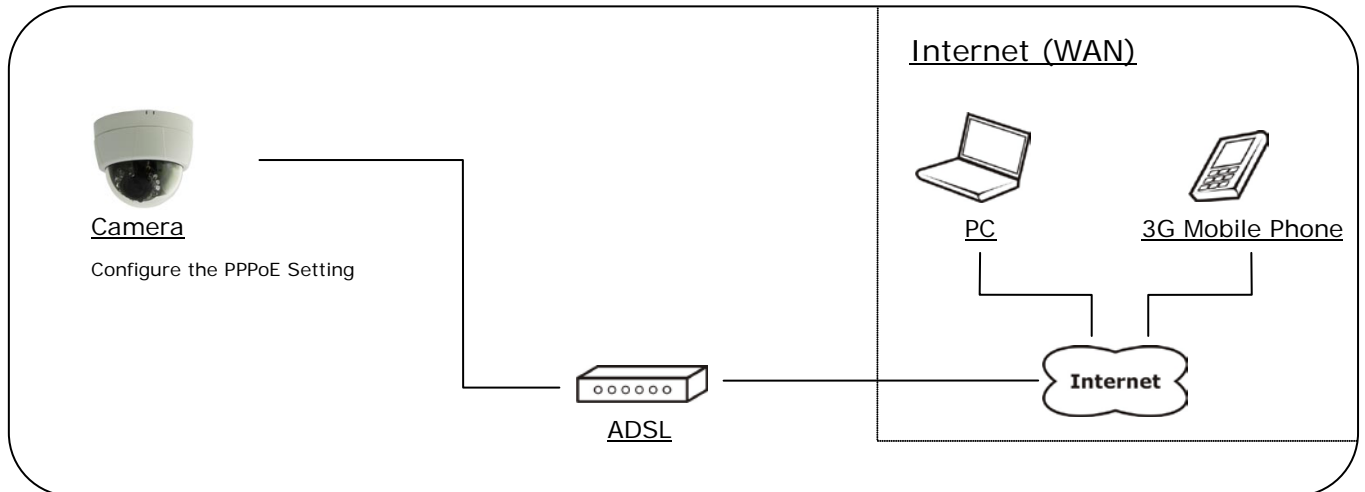 Internet (WAN)
Camera
Configure the PPPoE Setting
PC
3G Mobile Phone
Internet
ADSL